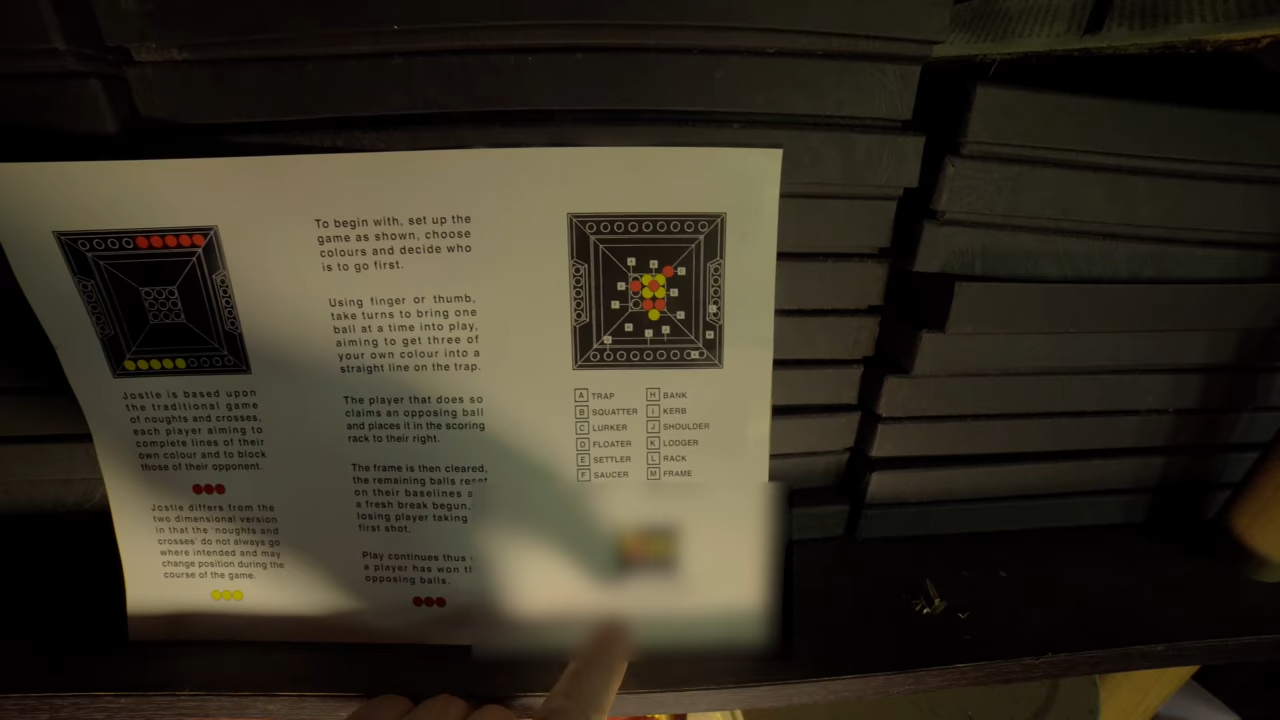 Jostle is based upon
the traditional game
of noughts and crosses,
each player aiming to
complete lines of their
own colour and to block
those of their opponent.
Jostle differs from the
two dimensional version
in that the 'noughts and
crosses' do not always go
where intended and may
change position during the
course of the game.
To begin with, set up the
game as shown, choose
colours and decide who
is to go first.
Using finger or thumb,
take turns to bring one
ball at a time into play,
aiming to get three of
your own colour into a
straight line on the trap.
The player that does so
claims an opposing ball
and places it in the scoring
rack to their right.
The frame is then cleared,
the remaining balls reset
on their baselines
a fresh break begun,
losing player taking
first shot.
Play continues thus
a player has won
opposing balls.
A TRAP
B SQUATTER
C LURKER
D FLOATER
E SETTLER
F SAUCER
H BANK
I KERB
J SHOULDER
K LODGER
L RACK
M FRAME